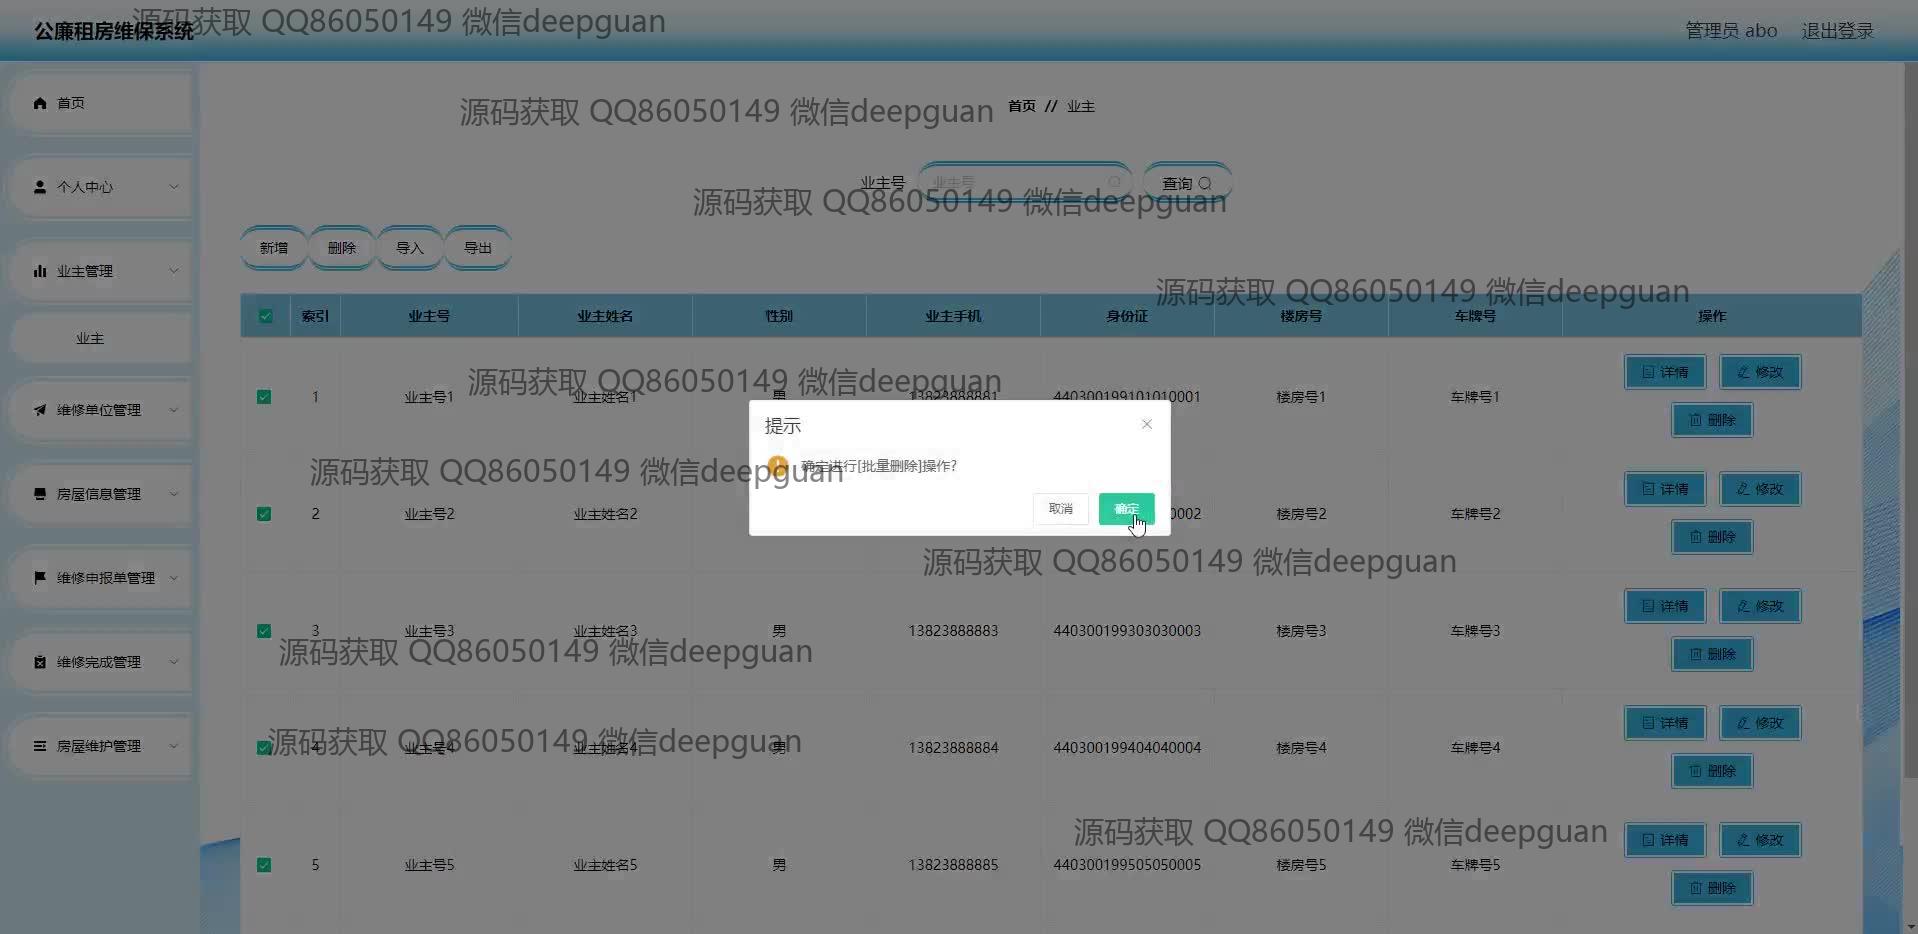 公廉租房维保系统
源码获取 QQ86050149 微信deepguan
管理员 abo 退出登录
首页
个人中心
业主管理
业主
维修单位管理
房屋信息管理
维修申报单管理
维修完成管理
房屋维护管理
源码获取 QQ86050149 微信deepguan
首页 // 业主
业主号 业主号 查询
源码获取 QQ86050149 微信deepguan
新增 删除 导入 导出
源码获取 QQ86050149 微信deepguan
索引 业主号 业主姓名 性别 业主手机 身份证 楼房号 车牌号 操作
源码获取 QQ86050149 微信deepguan
1 业主号1 业主姓名1 男 13823888881 440300199101010001 楼房号1 车牌号1 详情 修改
删除
提示
确定进行[批量删除]操作?
取消 确定
源码获取 QQ86050149 微信deepguan
2 业主号2 业主姓名2 0002 楼房号2 车牌号2 详情 修改
删除
源码获取 QQ86050149 微信deepguan
3 业主号3 业主姓名3 男 13823888883 440300199303030003 楼房号3 车牌号3 详情 修改
删除
源码获取 QQ86050149 微信deepguan
4 业主号4 业主姓名4 男 13823888884 440300199404040004 楼房号4 车牌号4 详情 修改
删除
源码获取 QQ86050149 微信deepguan
源码获取 QQ86050149 微信deepguan
5 业主号5 业主姓名5 男 13823888885 440300199505050005 楼房号5 车牌号5 详情 修改
删除